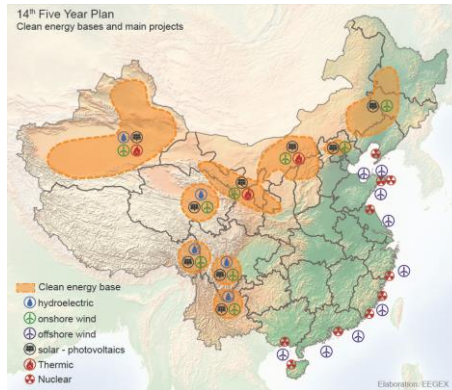 14th Five Year Plan
Clean energy bases and main projects
Clean energy base
hydroelectric
onshore wind
offshore wind
solar - photovoltaics
Thermic
Nuclear
Elaboration: EEGEX